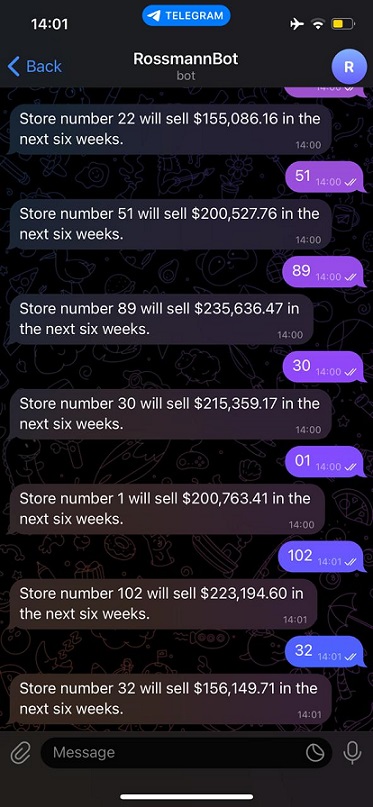 14:01
TELEGRAM
Back
RossmannBot
bot
R
Store number 22 will sell $155,086.16 in the
next six weeks.
14:00
51 14:00
Store number 51 will sell $200,527.76 in the
next six weeks.
14:00
89 14:00
Store number 89 will sell $235,636.47 in
the next six weeks.
14:00
30 14:00
Store number 30 will sell $215,359.17 in the
next six weeks.
14:00
01 14:00
Store number 1 will sell $200,763.41 in the
next six weeks.
14:00
102 14:01
Store number 102 will sell $223,194.60 in
the next six weeks.
14:01
32 14:01
Store number 32 will sell $156,149.71 in the
next six weeks.
14:01
Message